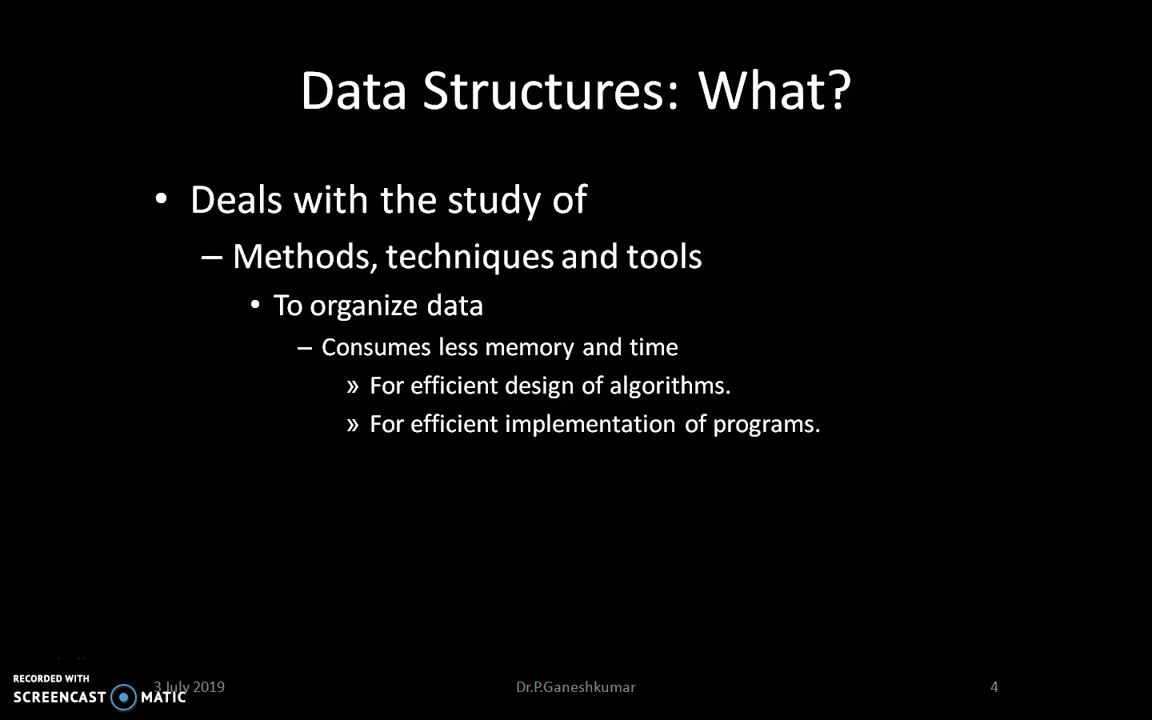 Data Structures: What?
• Deals with the study of
– Methods, techniques and tools
• To organize data
– Consumes less memory and time
» For efficient design of algorithms.
» For efficient implementation of programs.
RECORDED WITH
SCREENCAST MATIC
3 July 2019
Dr.P.Ganeshkumar
4